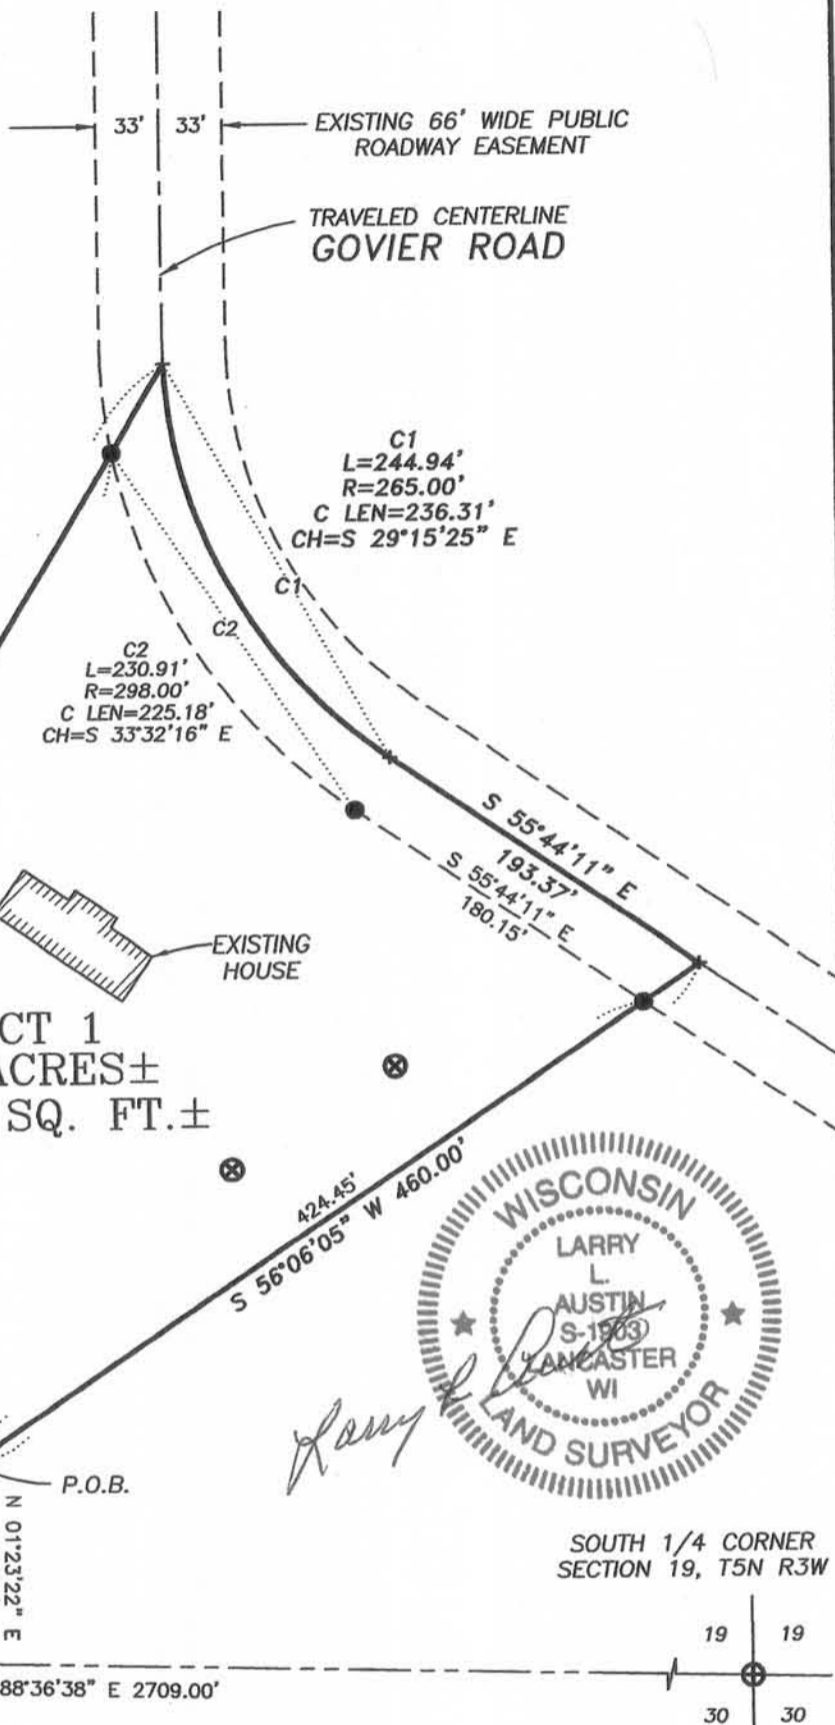 33' 33'
EXISTING 66' WIDE PUBLIC
ROADWAY EASEMENT
TRAVELED CENTERLINE
GOVIER ROAD
C1
L=244.94'
R=265.00'
C LEN=236.31'
CH=S 29°15'25" E
C1
C2
C2
L=230.91'
R=298.00'
C LEN=225.18'
CH=S 33°32'16" E
S 55°44'11" E
193.37'
S 55°44'11" E
180.15'
EXISTING
HOUSE
CT 1
ACRES±
SQ. FT.±
424.45'
S 56°06'05" W 460.00'
WISCONSIN
LARRY
L.
AUSTIN
S-1903
LANCASTER
WI
LAND SURVEYOR
Larry L Austin
P.O.B.
N 01°23'22" E
SOUTH 1/4 CORNER
SECTION 19, T5N R3W
19 19
88°36'38" E 2709.00'
30 30